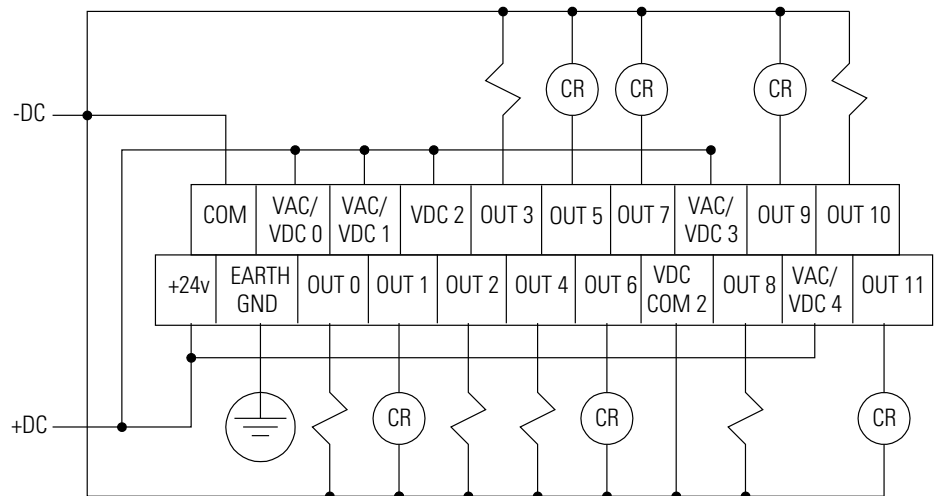 CR CR CR
-DC
COM VAC/ VDC 0 VAC/ VDC 1 VDC 2 OUT 3 OUT 5 OUT 7 VAC/ VDC 3 OUT 9 OUT 10
+24v EARTH GND OUT 0 OUT 1 OUT 2 OUT 4 OUT 6 VDC COM 2 OUT 8 VAC/ VDC 4 OUT 11
+DC
CR CR CR